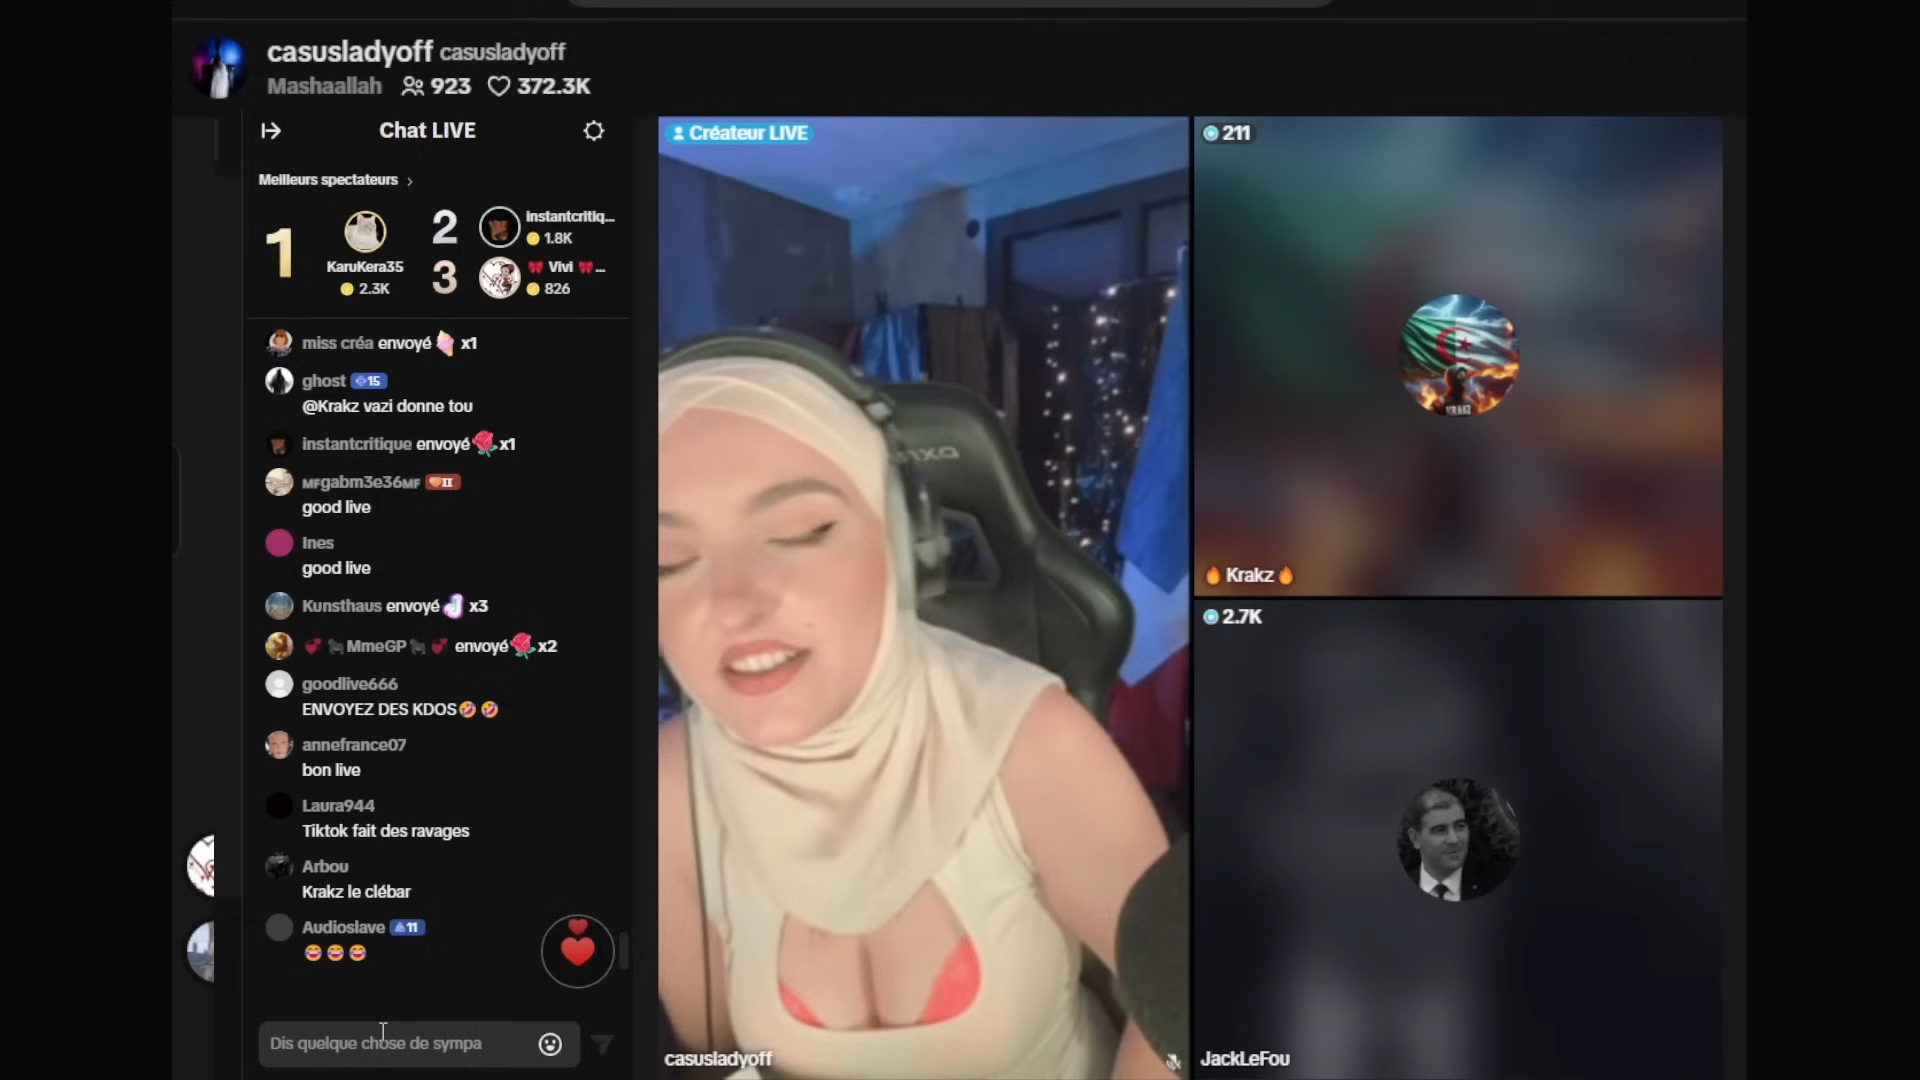 casusladyoff casusladyoff
Mashaallah 923 372.3K
Chat LIVE
Meilleurs spectateurs >
1
KaruKera35
2.3K
2
instantcritiq...
1.8K
3
🎀 Vivi 🎀...
826
miss créa envoyé x1
ghost 15
@Krakz vazi donne tou
instantcritique envoyé x1
ᴍꜰgabm3e36ᴍꜰ II
good live
Ines
good live
Kunsthaus envoyé x3
💞🐩MmeGP🐩💞 envoyé x2
goodlive666
ENVOYEZ DES KDOS🤣🤣
annefrance07
bon live
Laura944
Tiktok fait des ravages
Arbou
Krakz le clébar
Audioslave 11
😂😂😂
Dis quelque chose de sympa
Créateur LIVE
casusladyoff
211
KRAKZ
🔥 Krakz 🔥
2.7K
JackLeFou